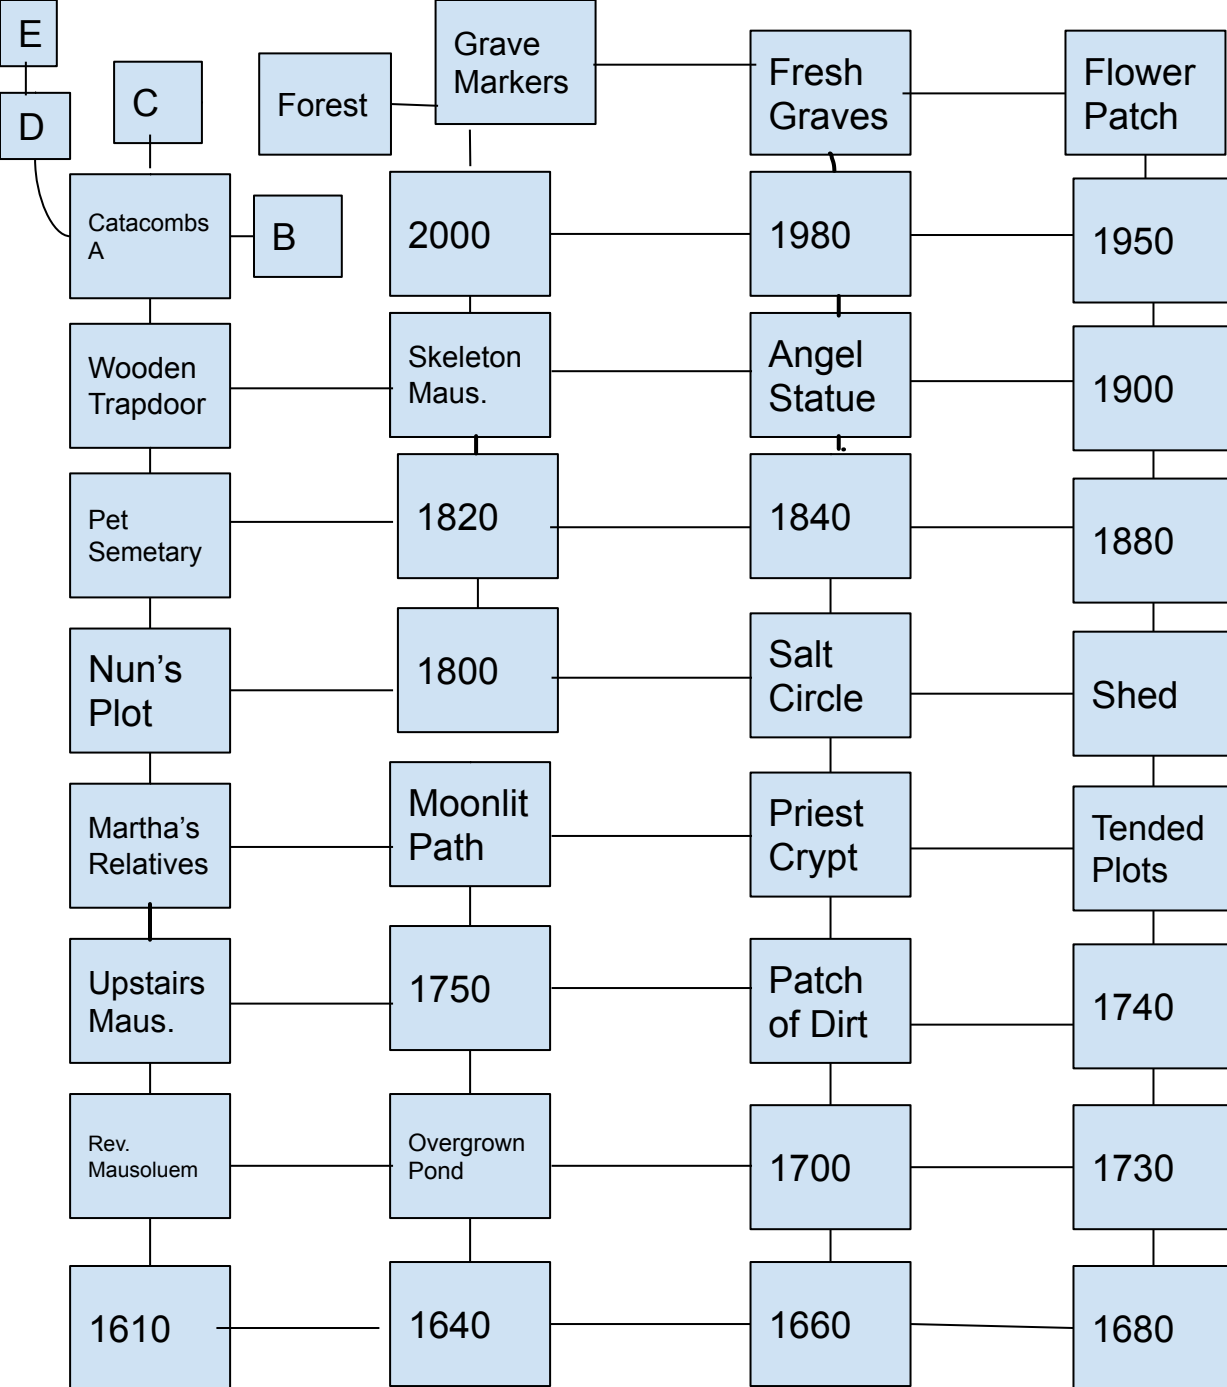 E
D
C
Forest
Grave
Markers
Fresh
Graves
Flower
Patch
Catacombs
A
B
2000
1980
1950
Wooden
Trapdoor
Skeleton
Maus.
Angel
Statue
1900
Pet
Semetary
1820
1840
1880
Nun's
Plot
1800
Salt
Circle
Shed
Martha's
Relatives
Moonlit
Path
Priest
Crypt
Tended
Plots
Upstairs
Maus.
1750
Patch
of Dirt
1740
Rev.
Mausoluem
Overgrown
Pond
1700
1730
1610
1640
1660
1680